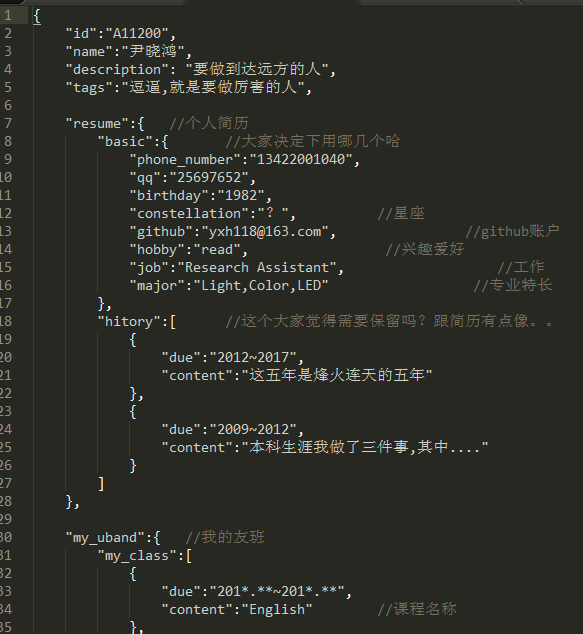 1 {
2 "id":"A11200",
3 "name":"尹晓鸿",
4 "description": "要做到达远方的人",
5 "tags":"逗逼,就是要做厉害的人",
6
7 "resume":{ //个人简历
8 "basic":{ //大家决定下用哪几个哈
9 "phone_number":"13422001040",
10 "qq":"25697652",
11 "birthday":"1982",
12 "constellation":"？", //星座
13 "github":"yxh118@163.com", //github账户
14 "hobby":"read", //兴趣爱好
15 "job":"Research Assistant", //工作
16 "major":"Light,Color,LED" //专业特长
17 },
18 "hitory":[ //这个大家觉得需要保留吗？跟简历有点像。。
19 {
20 "due":"2012~2017",
21 "content":"这五年是烽火连天的五年"
22 },
23 {
24 "due":"2009~2012",
25 "content":"本科生涯我做了三件事,其中...."
26 }
27 ]
28 },
29
30 "my_uband":{ //我的友班
31 "my_class":[
32 {
33 "due":"201*.**~201*.**",
34 "content":"English" //课程名称
35 },